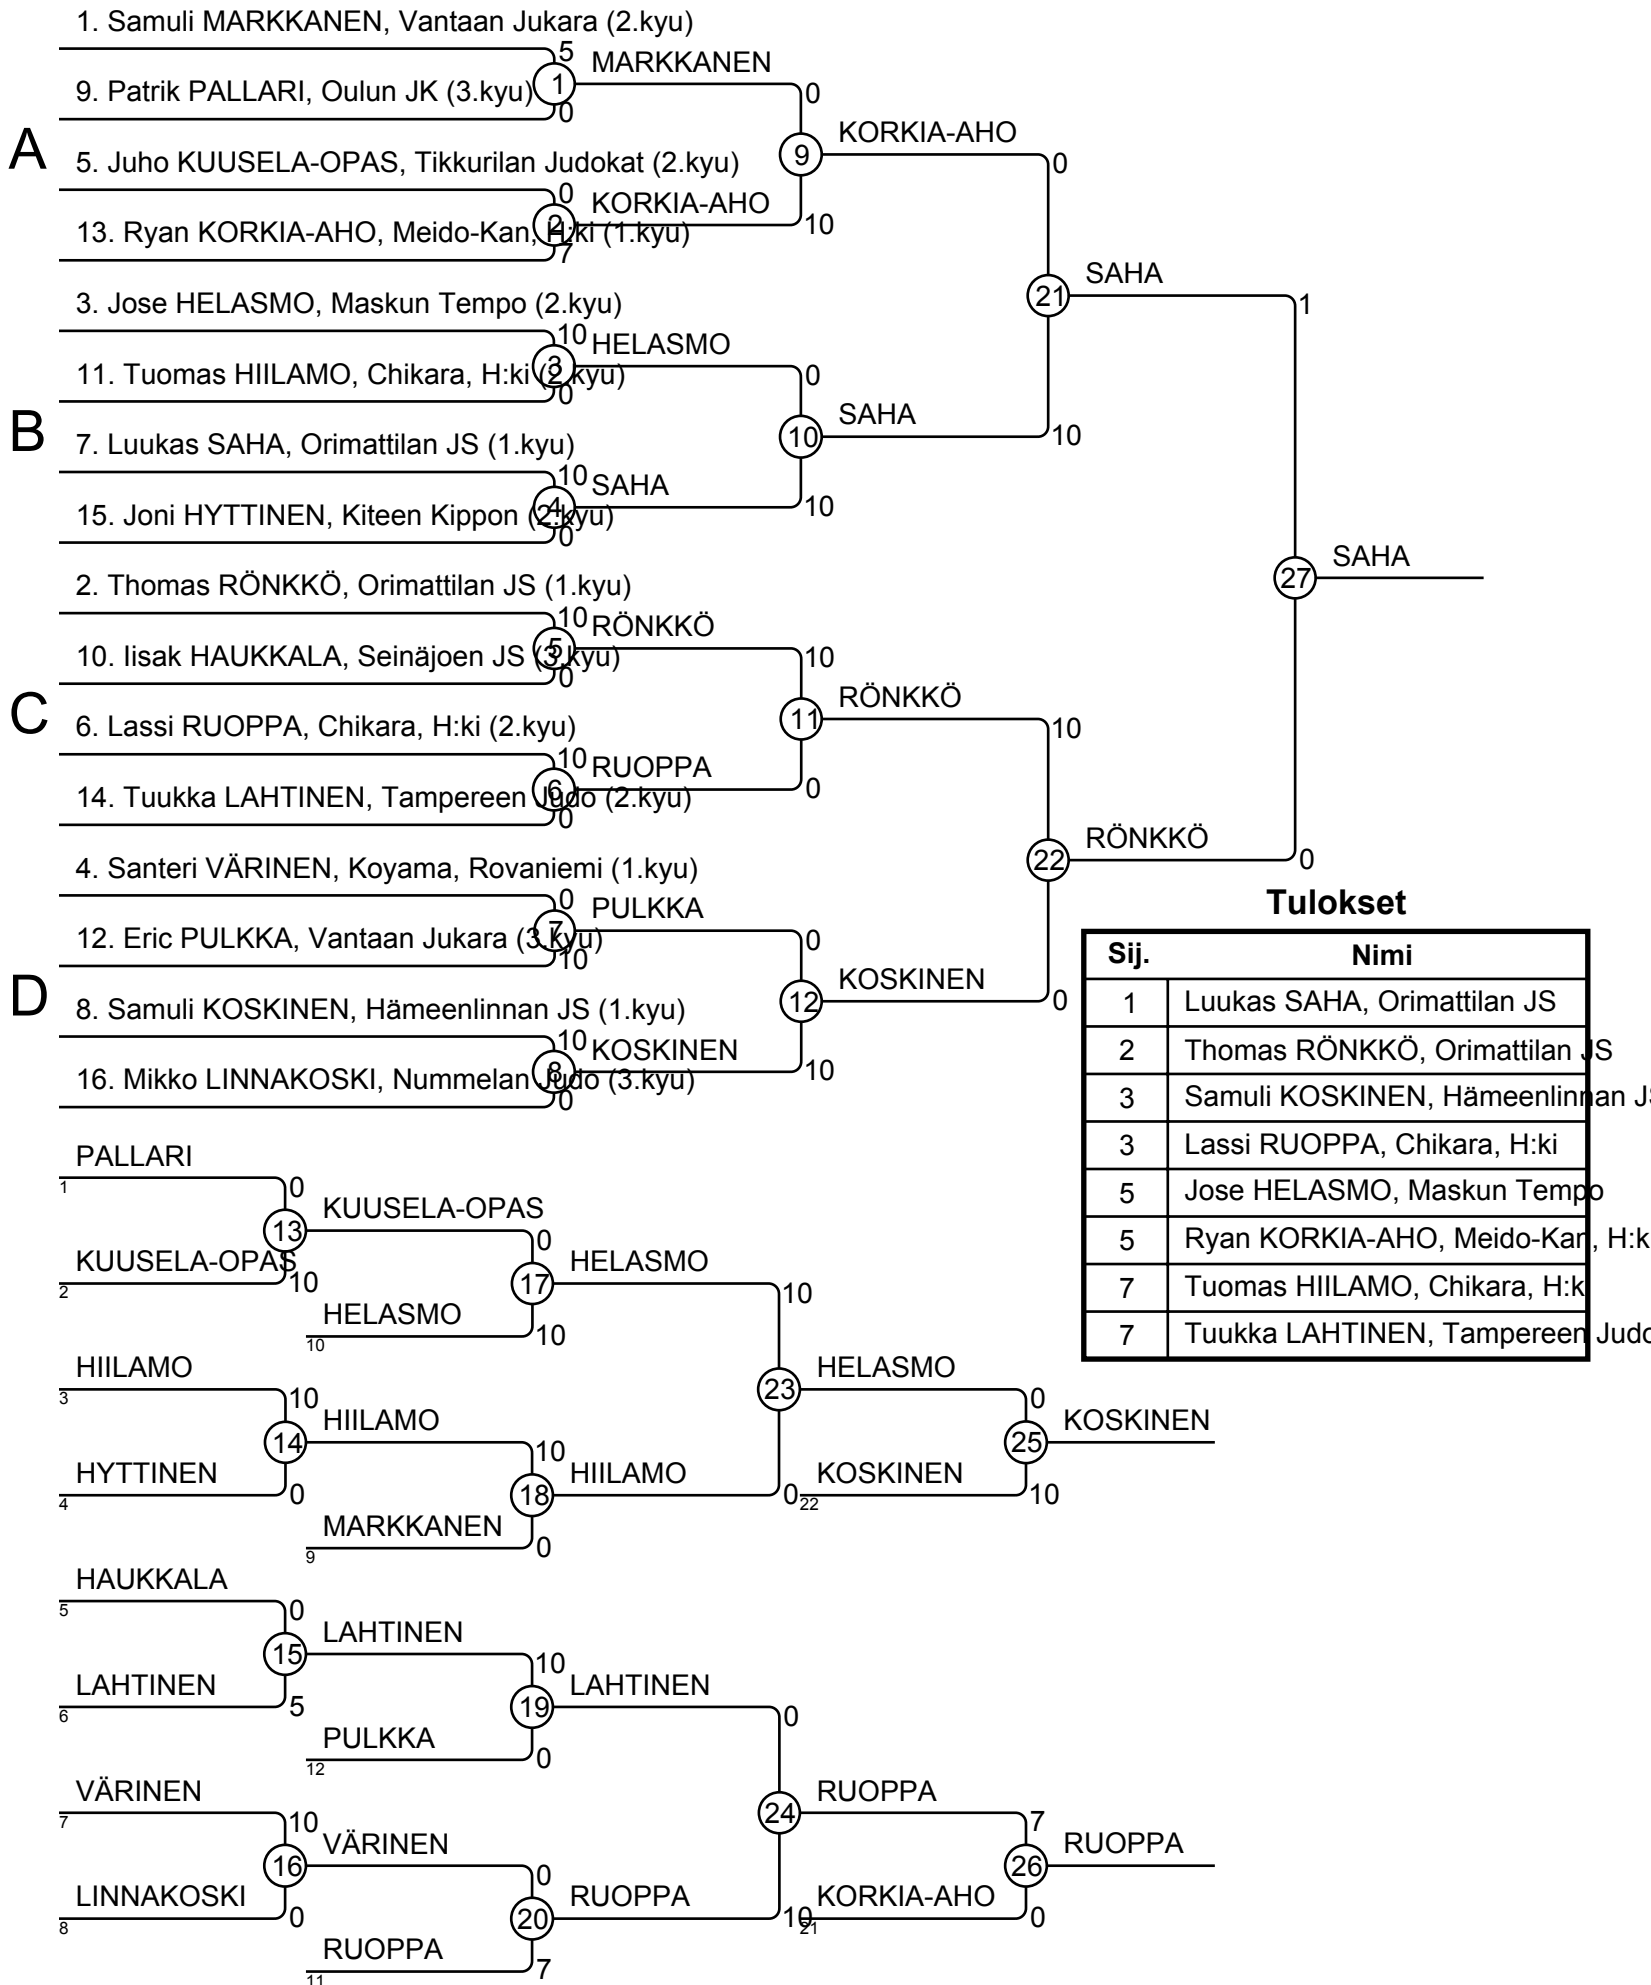 1. Samuli MARKKANEN, Vantaan Jukara (2.kyu)
5
1
MARKKANEN
9. Patrik PALLARI, Oulun JK (3.kyu)
0
0
A
9
KORKIA-AHO
5. Juho KUUSELA-OPAS, Tikkurilan Judokat (2.kyu)
0
0
2
KORKIA-AHO
13. Ryan KORKIA-AHO, Meido-Kan, H:ki (1.kyu)
7
10
21
SAHA
3. Jose HELASMO, Maskun Tempo (2.kyu)
10
1
3
HELASMO
11. Tuomas HIILAMO, Chikara, H:ki (2.kyu)
0
0
B
10
SAHA
7. Luukas SAHA, Orimattilan JS (1.kyu)
10
10
4
SAHA
15. Joni HYTTINEN, Kiteen Kippon (2.kyu)
0
10
27
SAHA
2. Thomas RÖNKKÖ, Orimattilan JS (1.kyu)
10
5
RÖNKKÖ
10. Iisak HAUKKALA, Seinäjoen JS (3.kyu)
0
10
C
11
RÖNKKÖ
6. Lassi RUOPPA, Chikara, H:ki (2.kyu)
10
10
6
RUOPPA
14. Tuukka LAHTINEN, Tampereen Judo (2.kyu)
0
0
22
RÖNKKÖ
0
4. Santeri VÄRINEN, Koyama, Rovaniemi (1.kyu)
0
7
PULKKA
12. Eric PULKKA, Vantaan Jukara (3.kyu)
10
0
D
12
KOSKINEN
0
8. Samuli KOSKINEN, Hämeenlinnan JS (1.kyu)
10
8
KOSKINEN
16. Mikko LINNAKOSKI, Nummelan Judo (3.kyu)
0
10
Tulokset
Sij. Nimi
1 Luukas SAHA, Orimattilan JS
2 Thomas RÖNKKÖ, Orimattilan JS
3 Samuli KOSKINEN, Hämeenlinnan JS
3 Lassi RUOPPA, Chikara, H:ki
5 Jose HELASMO, Maskun Tempo
5 Ryan KORKIA-AHO, Meido-Kan, H:k
7 Tuomas HIILAMO, Chikara, H:k
7 Tuukka LAHTINEN, Tampereen Judo
PALLARI
1
0
13
KUUSELA-OPAS
KUUSELA-OPAS
2
10
0
17
HELASMO
HELASMO
10
10
10
HIILAMO
3
10
23
HELASMO
14
HIILAMO
0
25
KOSKINEN
HYTTINEN
4
0
10
18
HIILAMO
0
KOSKINEN
22
10
MARKKANEN
9
0
HAUKKALA
5
0
15
LAHTINEN
LAHTINEN
6
5
10
19
LAHTINEN
PULKKA
12
0
0
VÄRINEN
7
10
24
RUOPPA
16
VÄRINEN
7
26
RUOPPA
LINNAKOSKI
8
0
0
20
RUOPPA
10
KORKIA-AHO
21
0
RUOPPA
11
7